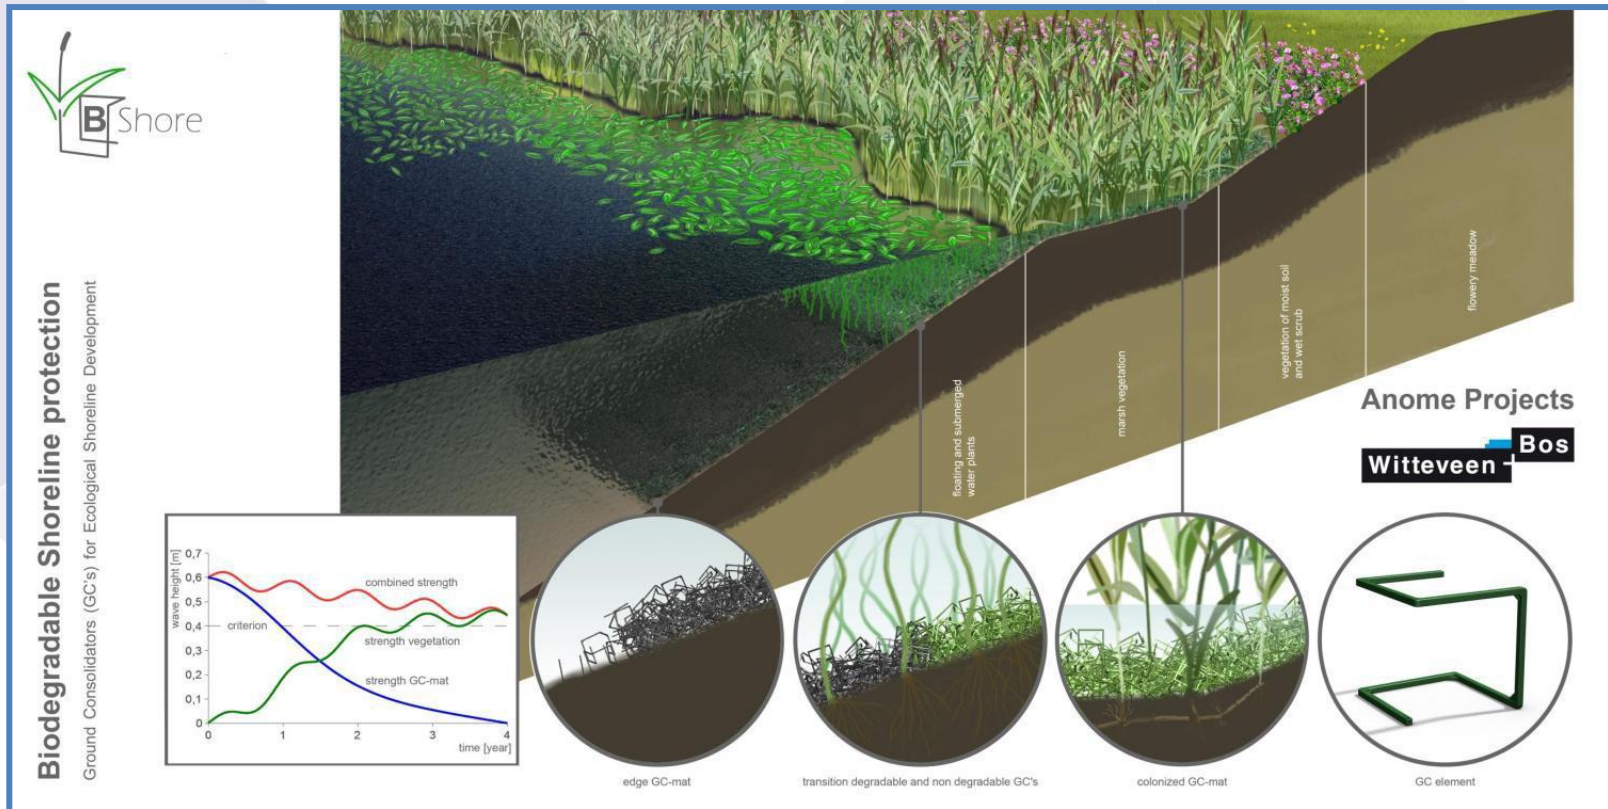 B Shore
Biodegradable Shoreline protection
Ground Consolidators (GC's) for Ecological Shoreline Development
floating and submerged
water plants
marsh vegetation
vegetation of moist soil
and wet scrub
flowery meadow
Anome Projects
Witteveen
Bos
wave height [m]
0,7
0,6
0,5
0,4
0,3
0,2
0,1
0
combined strength
criterion
strength vegetation
strength GC-mat
0
1
2
3
4
time [year]
edge GC-mat
transition degradable and non degradable GC's
colonized GC-mat
GC element